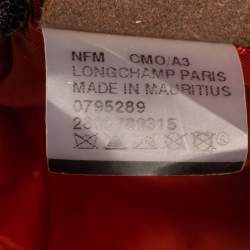 NFM CMO/A3
LONGCHAMP PARIS
MADE IN MAURITIUS
0795289